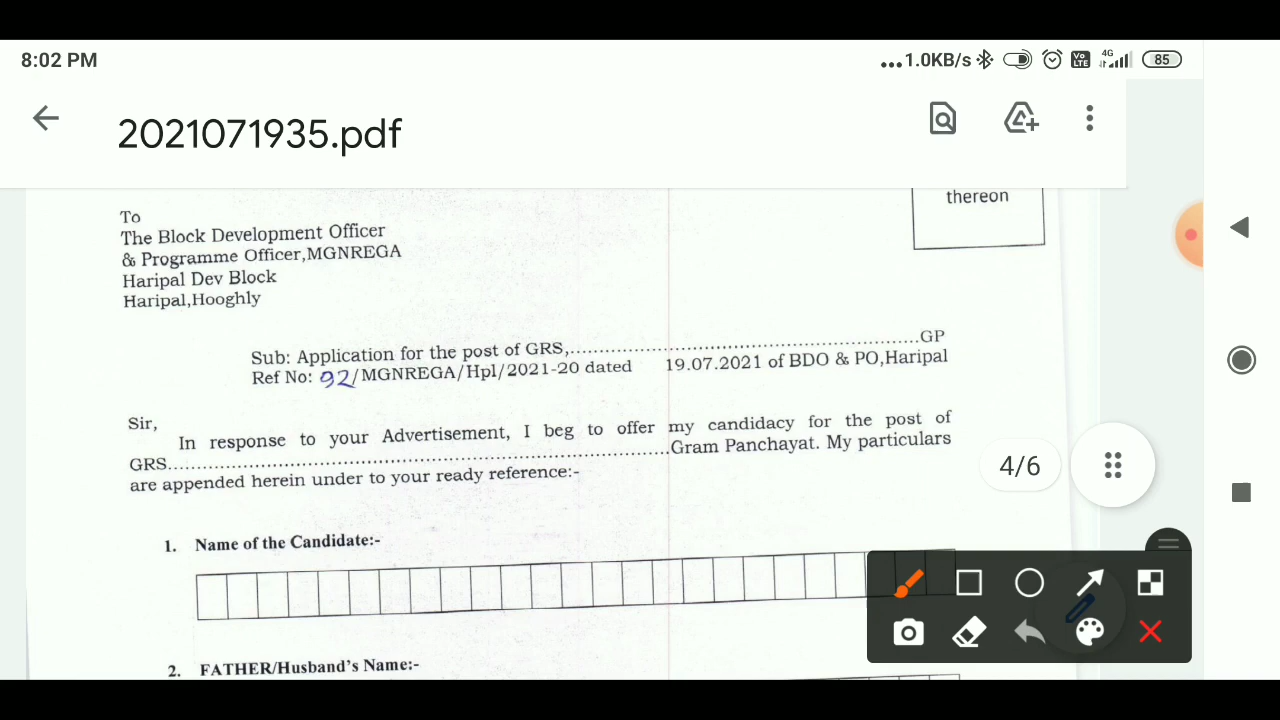 8:02 PM
...1.0KB/s Vo LTE 4G 85
2021071935.pdf
thereon
To
The Block Development Officer
& Programme Officer,MGNREGA
Haripal Dev Block
Haripal,Hooghly
Sub: Application for the post of GRS,..........................................................GP
Ref No: 92/MGNREGA/Hpl/2021-20 dated 19.07.2021 of BDO & PO,Haripal
Sir,
In response to your Advertisement, I beg to offer my candidacy for the post of
GRS....................................................................................Gram Panchayat. My particulars
are appended herein under to your ready reference:-
4/6
1. Name of the Candidate:-
2. FATHER/Husband's Name:-